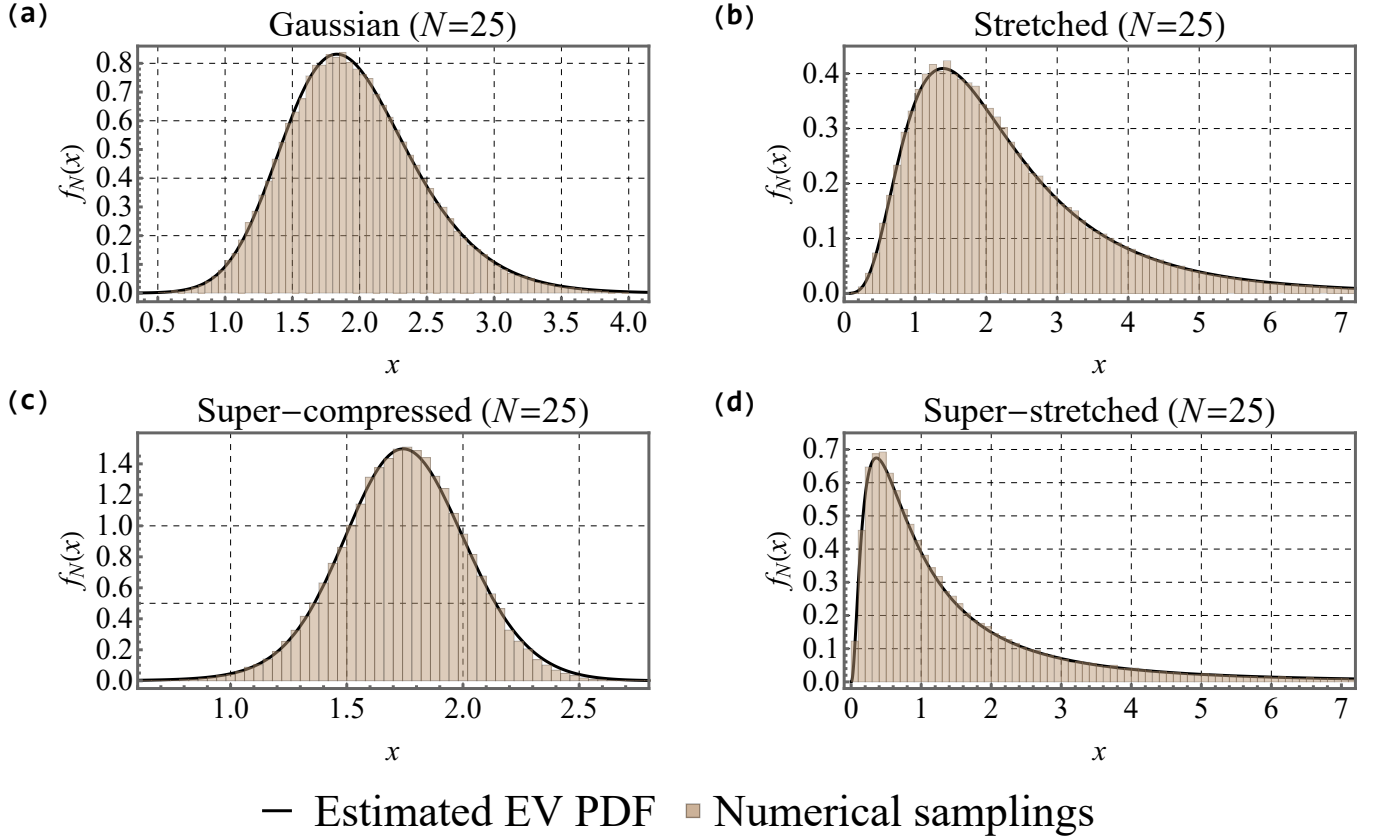 (a)
Gaussian (N=25)
f_N(x)
0.8
0.7
0.6
0.5
0.4
0.3
0.2
0.1
0.0
0.5 1.0 1.5 2.0 2.5 3.0 3.5 4.0
x
(b)
Stretched (N=25)
f_N(x)
0.4
0.3
0.2
0.1
0.0
0 1 2 3 4 5 6 7
x
(c)
Super−compressed (N=25)
f_N(x)
1.4
1.2
1.0
0.8
0.6
0.4
0.2
0.0
1.0 1.5 2.0 2.5
x
(d)
Super−stretched (N=25)
f_N(x)
0.7
0.6
0.5
0.4
0.3
0.2
0.1
0.0
0 1 2 3 4 5 6 7
x
Estimated EV PDF Numerical samplings